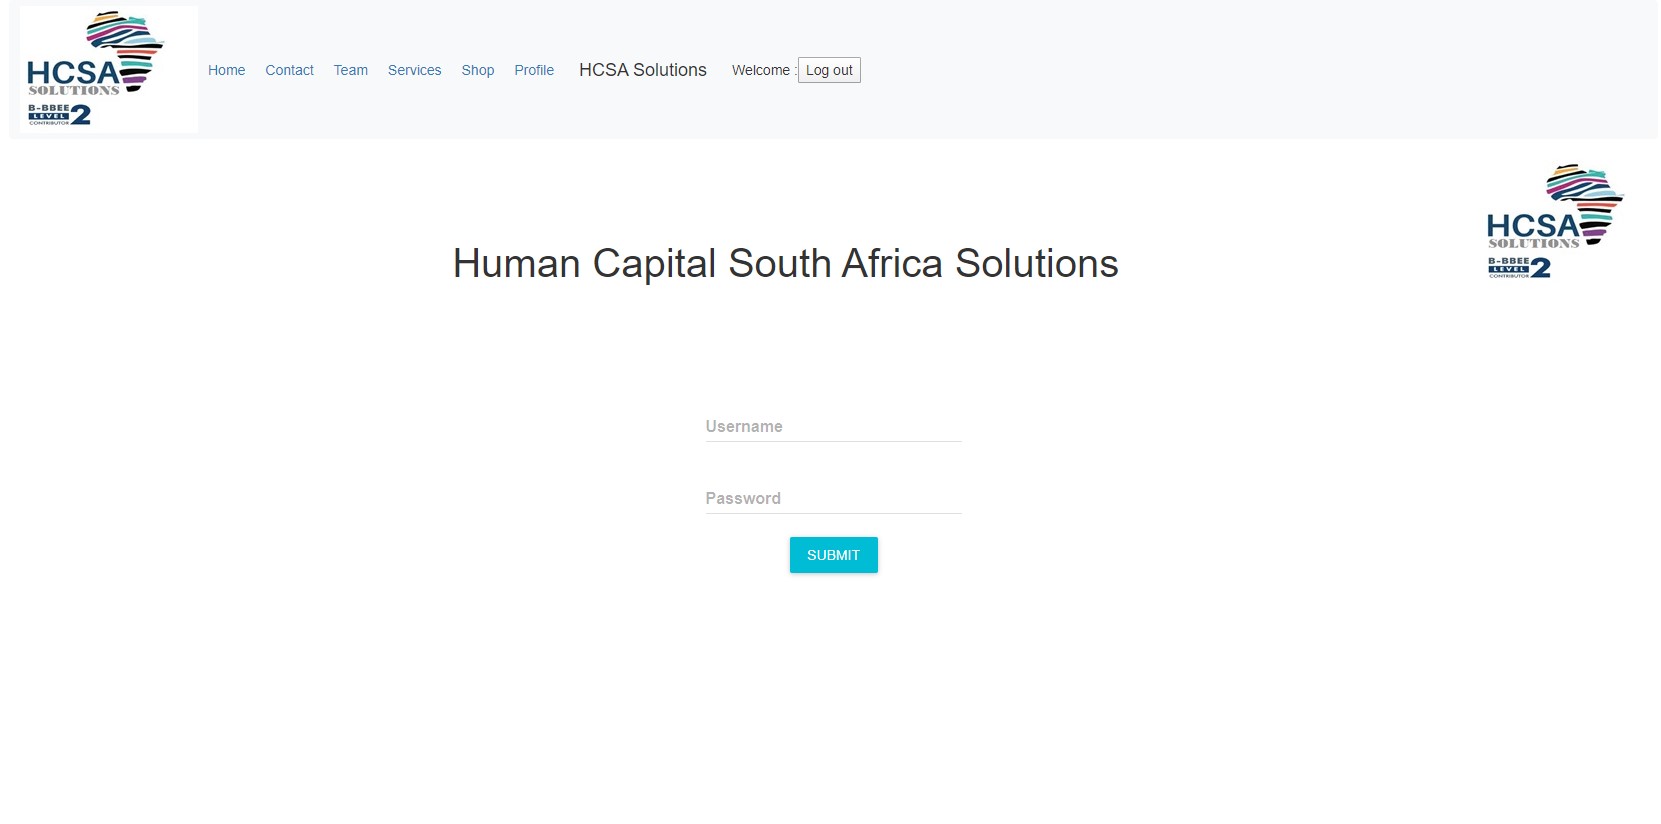 HCSA
SOLUTIONS
B-BBEE
LEVEL 2
CONTRIBUTOR
Home Contact Team Services Shop Profile HCSA Solutions Welcome : Log out
HCSA
SOLUTIONS
B-BBEE
LEVEL 2
CONTRIBUTOR
Human Capital South Africa Solutions
Username
Password
SUBMIT